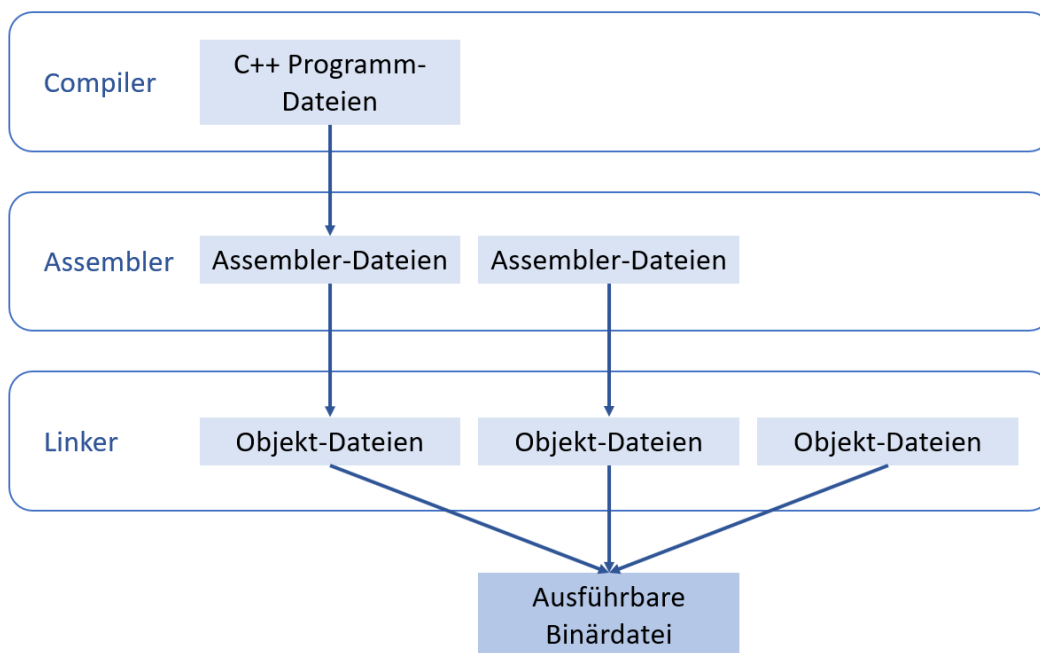 Compiler
C++ Programm-
Dateien
Assembler
Assembler-Dateien
Assembler-Dateien
Linker
Objekt-Dateien
Objekt-Dateien
Objekt-Dateien
Ausführbare
Binärdatei